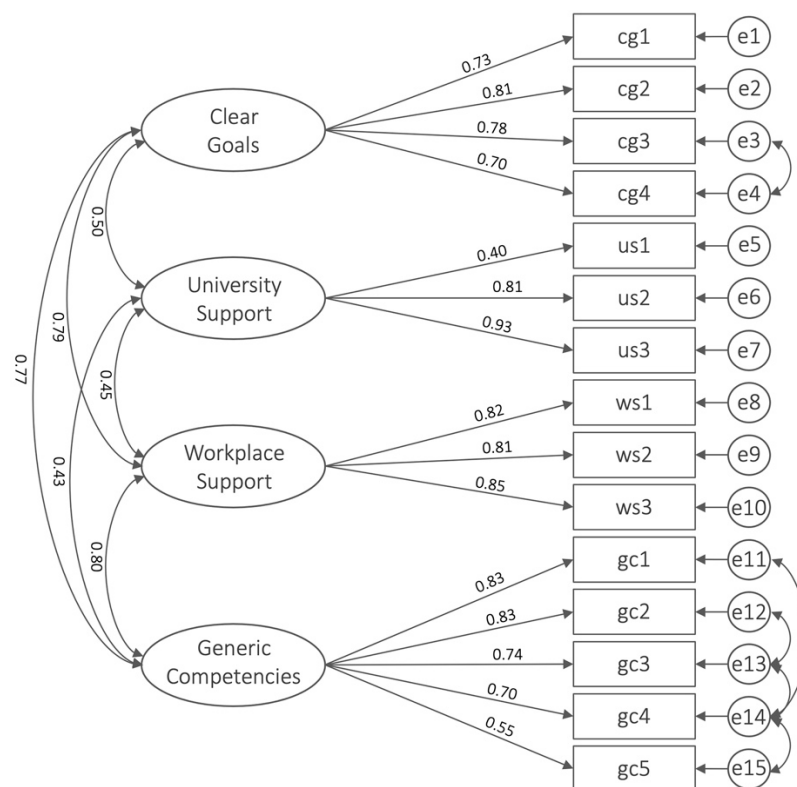 cg1
e1
0.73
cg2
e2
0.81
Clear
Goals
cg3
e3
0.78
cg4
e4
0.70
0.50
us1
e5
0.40
University
Support
us2
e6
0.81
us3
e7
0.93
0.79
0.77
0.45
ws1
e8
0.82
Workplace
Support
ws2
e9
0.81
ws3
e10
0.85
0.43
0.80
gc1
e11
0.83
gc2
e12
0.83
Generic
Competencies
gc3
e13
0.74
gc4
e14
0.70
gc5
e15
0.55